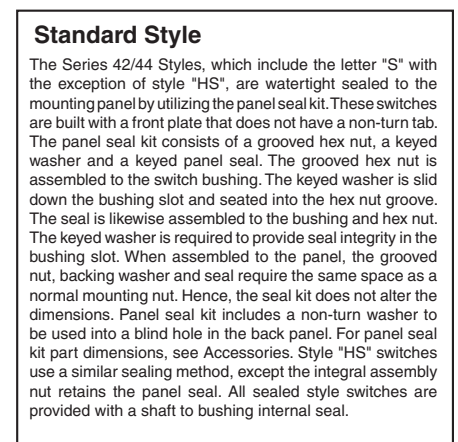 Standard Style
The Series 42/44 Styles, which include the letter "S" with
the exception of style "HS", are watertight sealed to the
mounting panel by utilizing the panel seal kit. These switches
are built with a front plate that does not have a non-turn tab.
The panel seal kit consists of a grooved hex nut, a keyed
washer and a keyed panel seal. The grooved hex nut is
assembled to the switch bushing. The keyed washer is slid
down the bushing slot and seated into the hex nut groove.
The seal is likewise assembled to the bushing and hex nut.
The keyed washer is required to provide seal integrity in the
bushing slot. When assembled to the panel, the grooved
nut, backing washer and seal require the same space as a
normal mounting nut. Hence, the seal kit does not alter the
dimensions. Panel seal kit includes a non-turn washer to
be used into a blind hole in the back panel. For panel seal
kit part dimensions, see Accessories. Style "HS" switches
use a similar sealing method, except the integral assembly
nut retains the panel seal. All sealed style switches are
provided with a shaft to bushing internal seal.